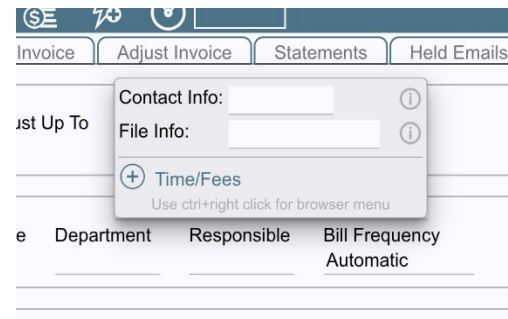 Invoice
Adjust Invoice
Statements
Held Emails
Contact Info:
ust Up To
File Info:
Time/Fees
Use ctrl+right click for browser menu
e
Department
Responsible
Bill Frequency
Automatic